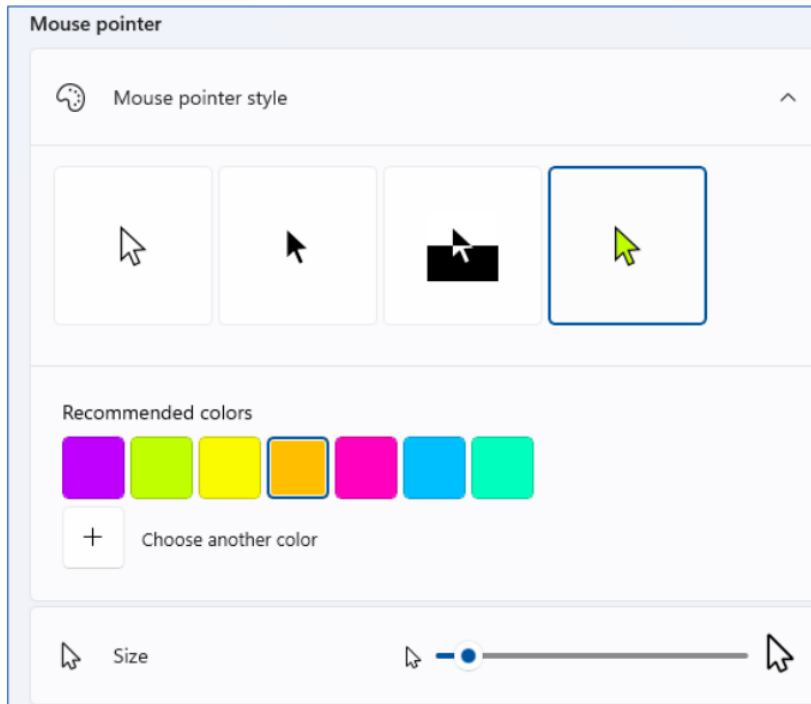 Mouse pointer
Mouse pointer style
Recommended colors
Choose another color
Size